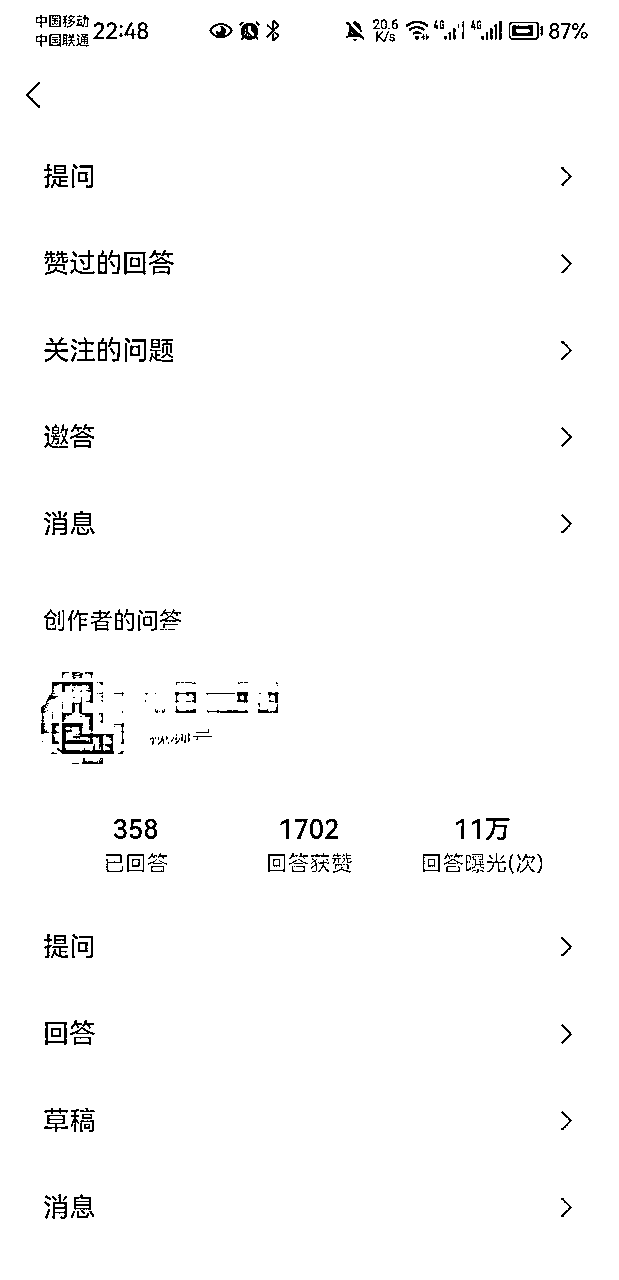 中国移动
中国联通
22:48
20.6
K/s
4G
4G
87%
提问
赞过的回答
关注的问题
邀答
消息
创作者的问答
358
1702
11万
已回答
回答获赞
回答曝光(次)
提问
回答
草稿
消息